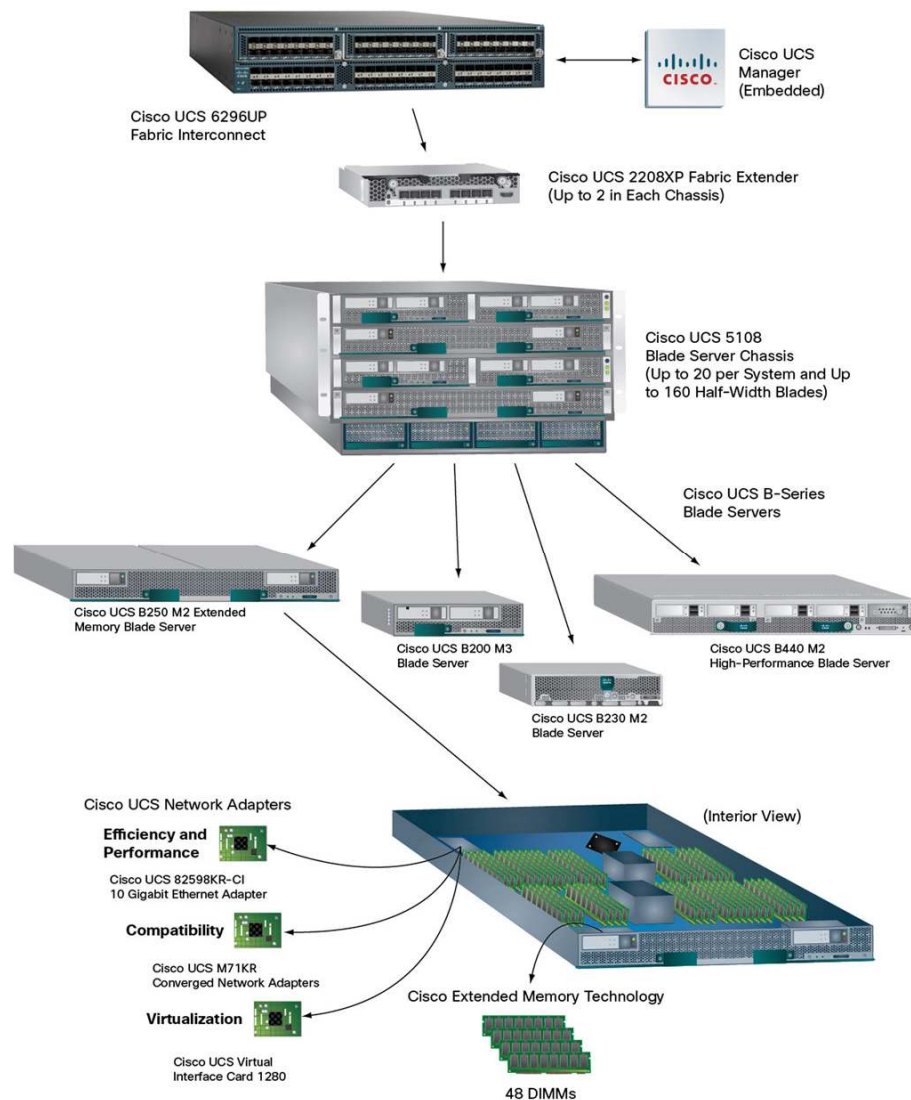 CISCO
Cisco UCS
Manager
(Embedded)
Cisco UCS 6296UP
Fabric Interconnect
Cisco UCS 2208XP Fabric Extender
(Up to 2 in Each Chassis)
Cisco UCS 5108
Blade Server Chassis
(Up to 20 per System and Up
to 160 Half-Width Blades)
Cisco UCS B-Series
Blade Servers
Cisco UCS B250 M2 Extended
Memory Blade Server
Cisco UCS B200 M3
Blade Server
Cisco UCS B440 M2
High-Performance Blade Server
Cisco UCS B230 M2
Blade Server
Cisco UCS Network Adapters
(Interior View)
Efficiency and
Performance
Cisco UCS 82598KR-CI
10 Gigabit Ethernet Adapter
Compatibility
Cisco UCS M71KR
Converged Network Adapters
Cisco Extended Memory Technology
Virtualization
Cisco UCS Virtual
Interface Card 1280
48 DIMMs